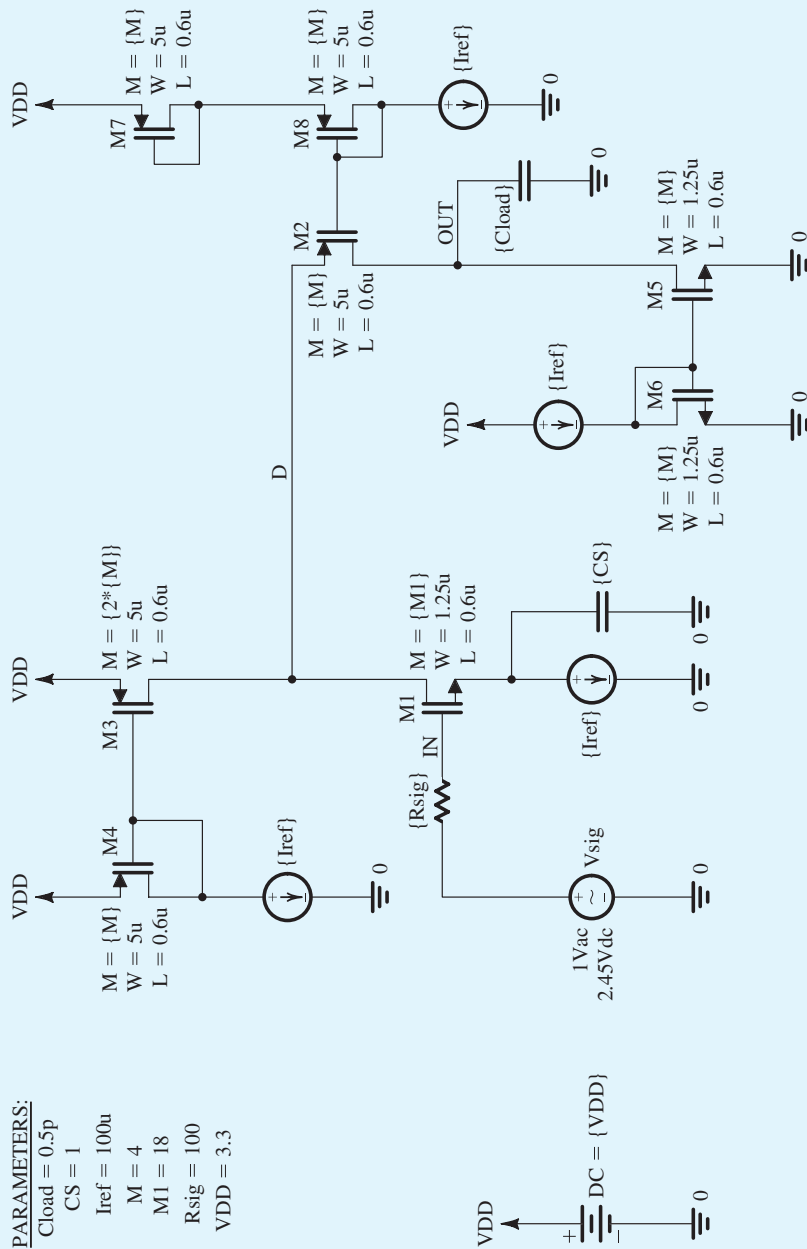 PARAMETERS:
Cload = 0.5p
CS = 1
Iref = 100u
M = 4
M1 = 18
Rsig = 100
VDD = 3.3
VDD
DC = {VDD}
+
−
0
VDD
M = {M}
W = 5u
L = 0.6u
M4
{Iref}
+
−
0
VDD
M3
M = {2*{M}}
W = 5u
L = 0.6u
D
1Vac
2.45Vdc
+
~
−
Vsig
0
{Rsig}
IN
M1
M = {M1}
W = 1.25u
L = 0.6u
{Iref}
+
−
0
{CS}
0
VDD
M7
M = {M}
W = 5u
L = 0.6u
M8
M = {M}
W = 5u
L = 0.6u
{Iref}
+
−
0
M2
M = {M}
W = 5u
L = 0.6u
OUT
{Cload}
0
VDD
{Iref}
+
−
M6
M = {M}
W = 1.25u
L = 0.6u
0
M5
M = {M}
W = 1.25u
L = 0.6u
0